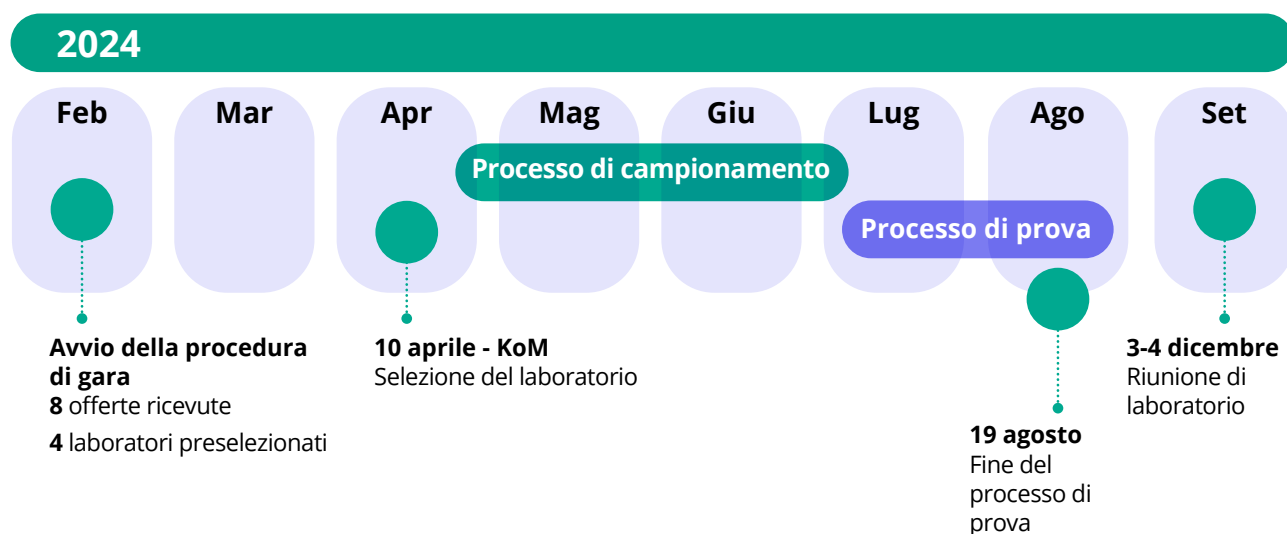 2024
Feb
Mar
Apr
Mag
Giu
Lug
Ago
Set
Processo di campionamento
Processo di prova
Avvio della procedura
di gara
8 offerte ricevute
4 laboratori preselezionati
10 aprile - KoM
Selezione del laboratorio
19 agosto
Fine del
processo di
prova
3-4 dicembre
Riunione di
laboratorio